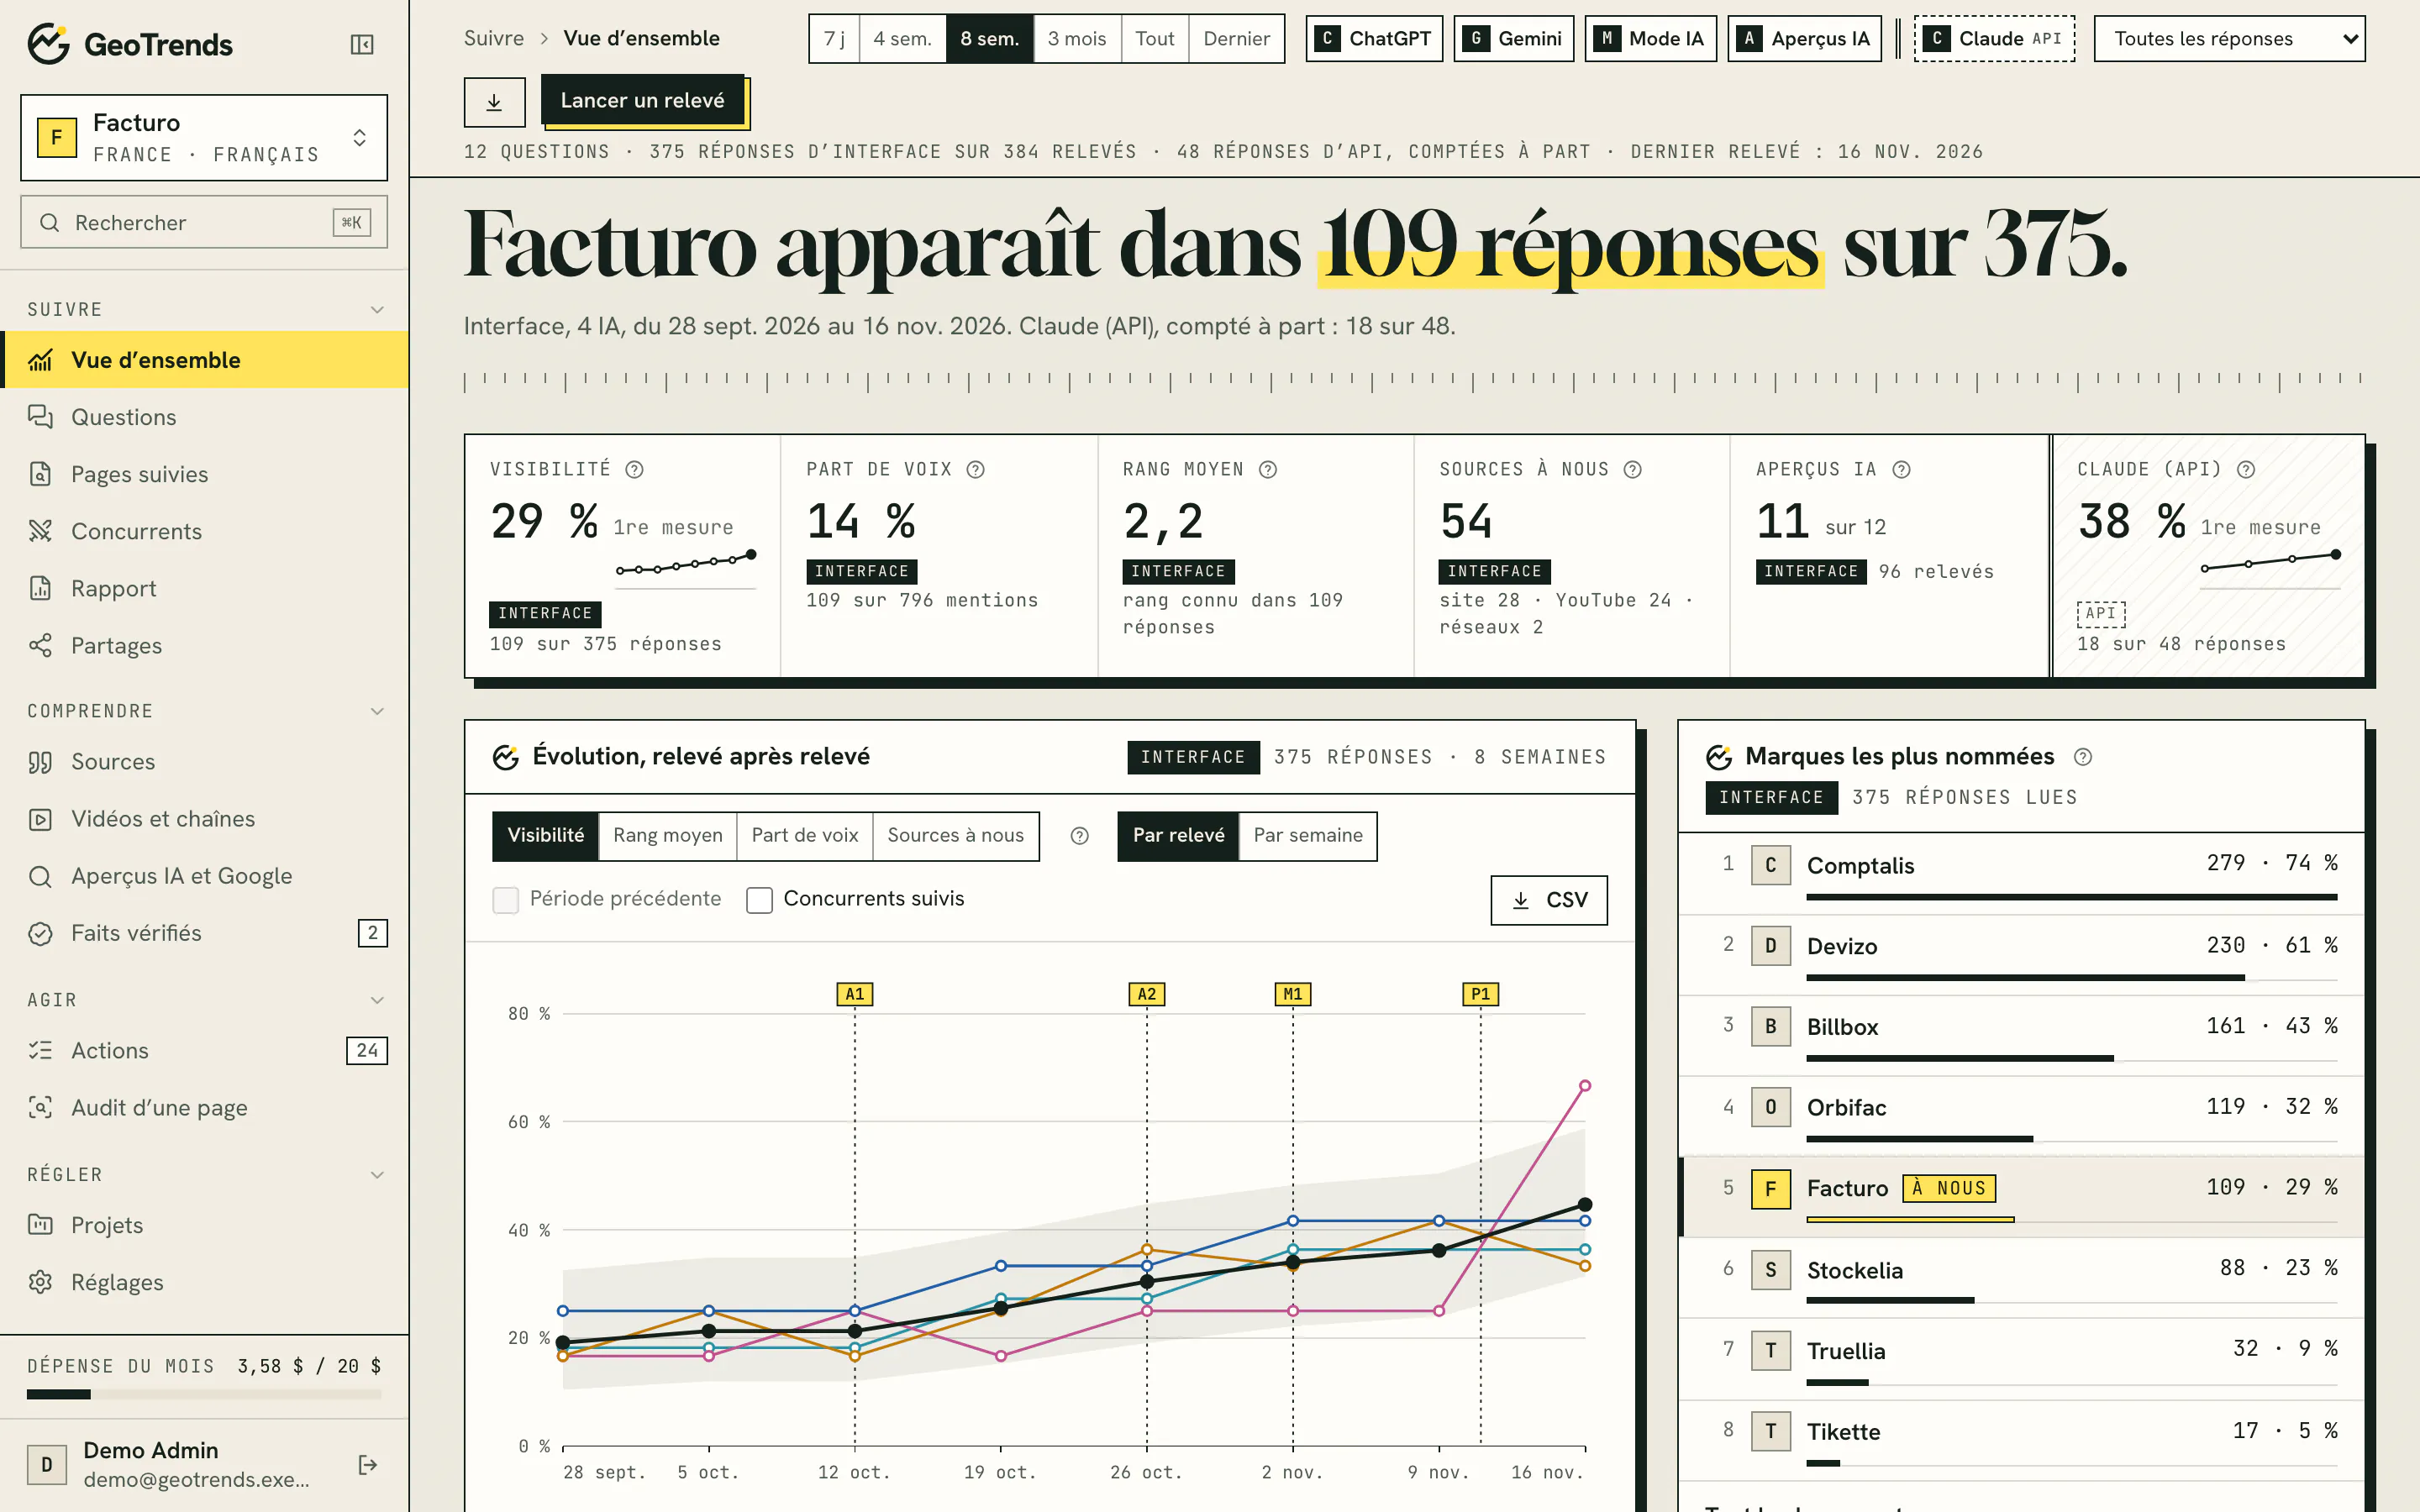 GeoTrends
F
Facturo
FRANCE · FRANÇAIS
Rechercher
⌘K
SUIVRE
Vue d’ensemble
Questions
Pages suivies
Concurrents
Rapport
Partages
COMPRENDRE
Sources
Vidéos et chaînes
Aperçus IA et Google
Faits vérifiés 2
AGIR
Actions 24
Audit d’une page
RÉGLER
Projets
Réglages
DÉPENSE DU MOIS 3,58 $ / 20 $
D
Demo Admin
demo@geotrends.exe...
Suivre > Vue d’ensemble
7 j 4 sem. 8 sem. 3 mois Tout Dernier
C ChatGPT G Gemini M Mode IA A Aperçus IA C Claude API
Toutes les réponses
Lancer un relevé
12 QUESTIONS · 375 RÉPONSES D’INTERFACE SUR 384 RELEVÉS · 48 RÉPONSES D’API, COMPTÉES À PART · DERNIER RELEVÉ : 16 NOV. 2026
Facturo apparaît dans 109 réponses sur 375.
Interface, 4 IA, du 28 sept. 2026 au 16 nov. 2026. Claude (API), compté à part : 18 sur 48.
VISIBILITÉ ?
29 % 1re mesure
INTERFACE
109 sur 375 réponses
PART DE VOIX ?
14 %
INTERFACE
109 sur 796 mentions
RANG MOYEN ?
2,2
INTERFACE
rang connu dans 109
réponses
SOURCES À NOUS ?
54
INTERFACE
site 28 · YouTube 24 ·
réseaux 2
APERÇUS IA ?
11 sur 12
INTERFACE 96 relevés
CLAUDE (API) ?
38 % 1re mesure
API
18 sur 48 réponses
Évolution, relevé après relevé
INTERFACE 375 RÉPONSES · 8 SEMAINES
Visibilité Rang moyen Part de voix Sources à nous ?
Par relevé Par semaine
Période précédente Concurrents suivis
CSV
A1 A2 M1 P1
80 %
60 %
40 %
20 %
0 %
28 sept. 5 oct. 12 oct. 19 oct. 26 oct. 2 nov. 9 nov. 16 nov.
Marques les plus nommées ?
INTERFACE 375 RÉPONSES LUES
1 C Comptalis 279 · 74 %
2 D Devizo 230 · 61 %
3 B Billbox 161 · 43 %
4 O Orbifac 119 · 32 %
5 F Facturo À NOUS 109 · 29 %
6 S Stockelia 88 · 23 %
7 T Truellia 32 · 9 %
8 T Tikette 17 · 5 %